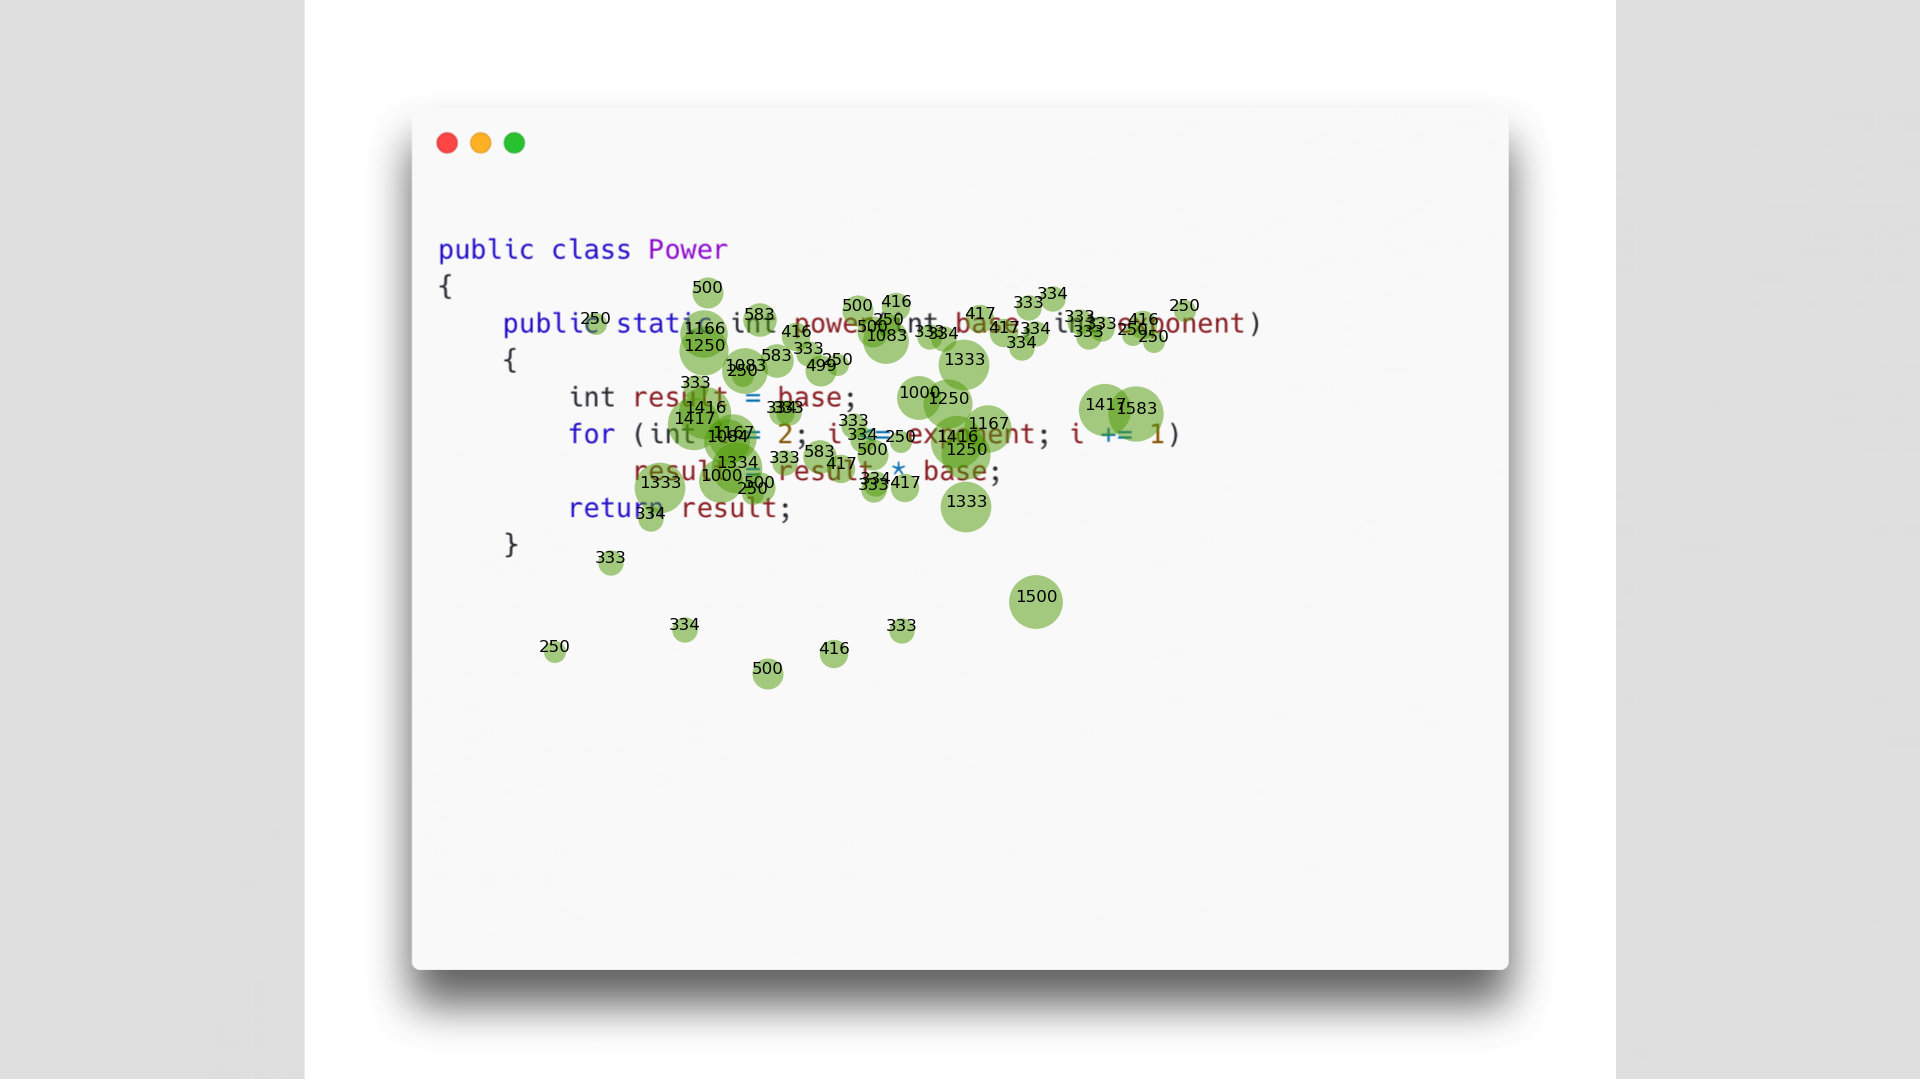 public class Power
{
500
334
250 583 500 416 250 417 333 333 416 250
public static int power(int base, int exponent)
1166 416 500 1083 333 334 417 334 333 333 250 250
1250 583 333 250 334
{
1083 250 499 1333
333
int result = base;
1416 334 333 1000 1250 1417 1583
1417 333 1167
for (int i = 2; i <= exponent; i += 1)
1167 1084 334 250 1416
1334 333 583 417 500 1250
result = result * base;
1333 1000 500 250 334 333 417
return result;
334 1333
}
333
1500
334 333
250 416
500